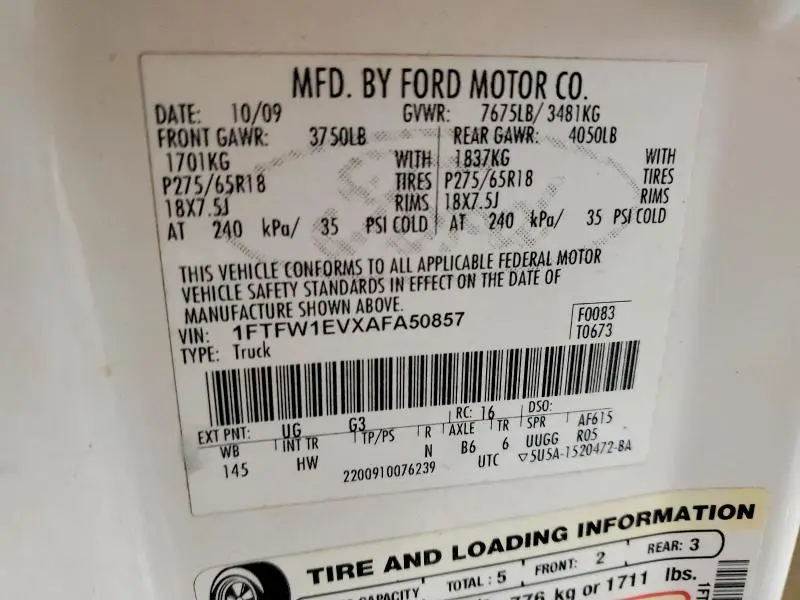 MFD. BY FORD MOTOR CO.
DATE: 10/09 GVWR: 7675LB/ 3481KG
FRONT GAWR: 3750LB REAR GAWR: 4050LB
1701KG WITH 1837KG WITH
P275/65R18 TIRES P275/65R18 TIRES
18X7.5J RIMS 18X7.5J RIMS
AT 240 kPa/ 35 PSI COLD AT 240 kPa/ 35 PSI COLD
THIS VEHICLE CONFORMS TO ALL APPLICABLE FEDERAL MOTOR
VEHICLE SAFETY STANDARDS IN EFFECT ON THE DATE OF
MANUFACTURE SHOWN ABOVE.
VIN: 1FTFW1EVXAFA50857 F0083
TYPE: Truck T0673
EXT PNT: UG G3 RC: 16 DSO:
WB INT TR TP/PS R AXLE TR SPR AF615
145 HW N B6 6 UUGG R05
2200910076239 UTC ▽5U5A-1520472-BA
TIRE AND LOADING INFORMATION
CAPACITY TOTAL : 5 FRONT: 2 REAR: 3
776 kg or 1711 lbs.